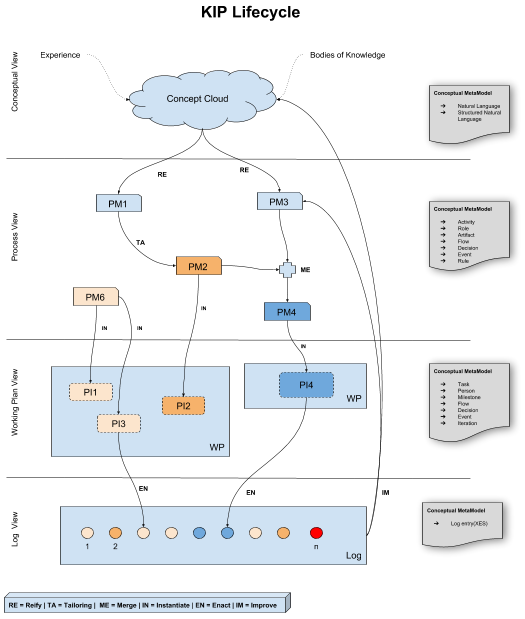 KIP Lifecycle
Experience
Bodies of Knowledge
Conceptual View
Concept Cloud
Conceptual MetaModel
➔ Natural Language
➔ Structured Natural
Language
RE
RE
Process View
PM1
PM3
TA
PM2
ME
PM6
PM4
IN
IN
IN
IN
Conceptual MetaModel
➔ Activity
➔ Role
➔ Artifact
➔ Flow
➔ Decision
➔ Event
➔ Rule
Working Plan View
PI1
PI2
PI3
WP
PI4
WP
Conceptual MetaModel
➔ Task
➔ Person
➔ Milestone
➔ Flow
➔ Decision
➔ Event
➔ Iteration
EN
EN
IM
Log View
1
2
n
Log
Conceptual MetaModel
➔ Log entry(XES)
RE = Reify | TA = Tailoring | ME = Merge | IN = Instantiate | EN = Enact | IM = Improve